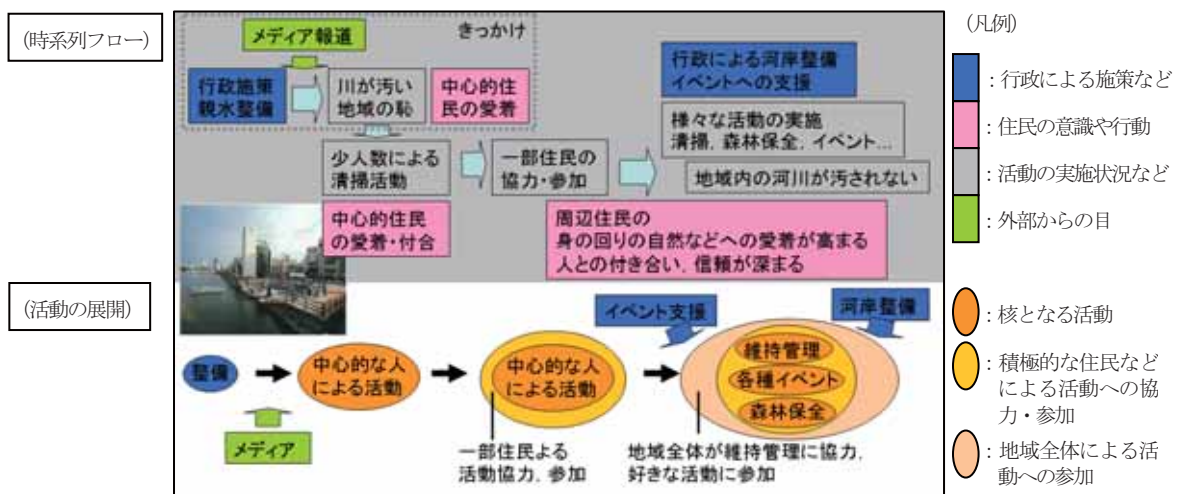 (時系列フロー)
メディア報道
きっかけ
行政施策
親水整備
川が汚い
地域の恥
中心的住
民の愛着
行政による河岸整備
イベントへの支援
様々な活動の実施
清掃，森林保全，イベント…
少人数による
清掃活動
一部住民の
協力・参加
地域内の河川が汚されない
中心的住民
の愛着・付合
周辺住民の
身の回りの自然などへの愛着が高まる
人との付き合い，信頼が深まる
(凡例)
：行政による施策など
：住民の意識や行動
：活動の実施状況など
：外部からの目
(活動の展開)
イベント支援
河岸整備
整備
中心的な人
による活動
中心的な人
による活動
維持管理
各種イベント
森林保全
メディア
一部住民よる
活動協力，参加
地域全体が維持管理に協力，
好きな活動に参加
：核となる活動
：積極的な住民など
による活動への協
力・参加
：地域全体による活
動への参加